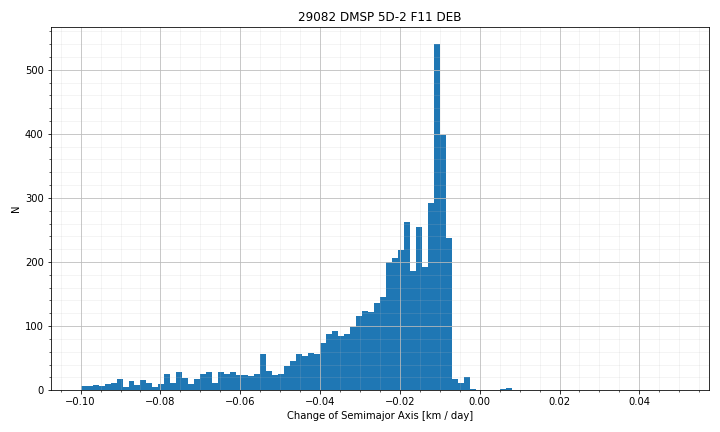 29082 DMSP 5D-2 F11 DEB
500
400
300
200
100
0
N
−0.10 −0.08 −0.06 −0.04 −0.02 0.00 0.02 0.04
Change of Semimajor Axis [km / day]